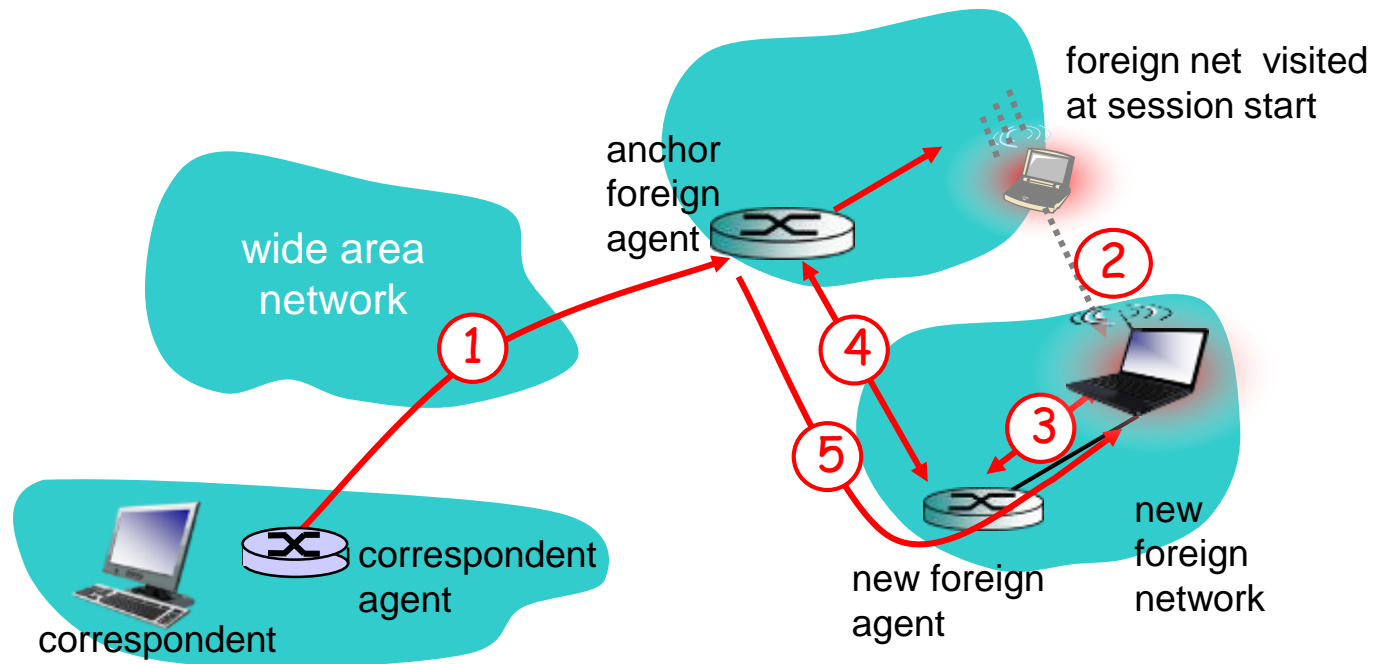 foreign net visited
at session start
anchor
foreign
agent
wide area
network
2
1
4
3
5
new
foreign
network
correspondent
agent
new foreign
agent
correspondent